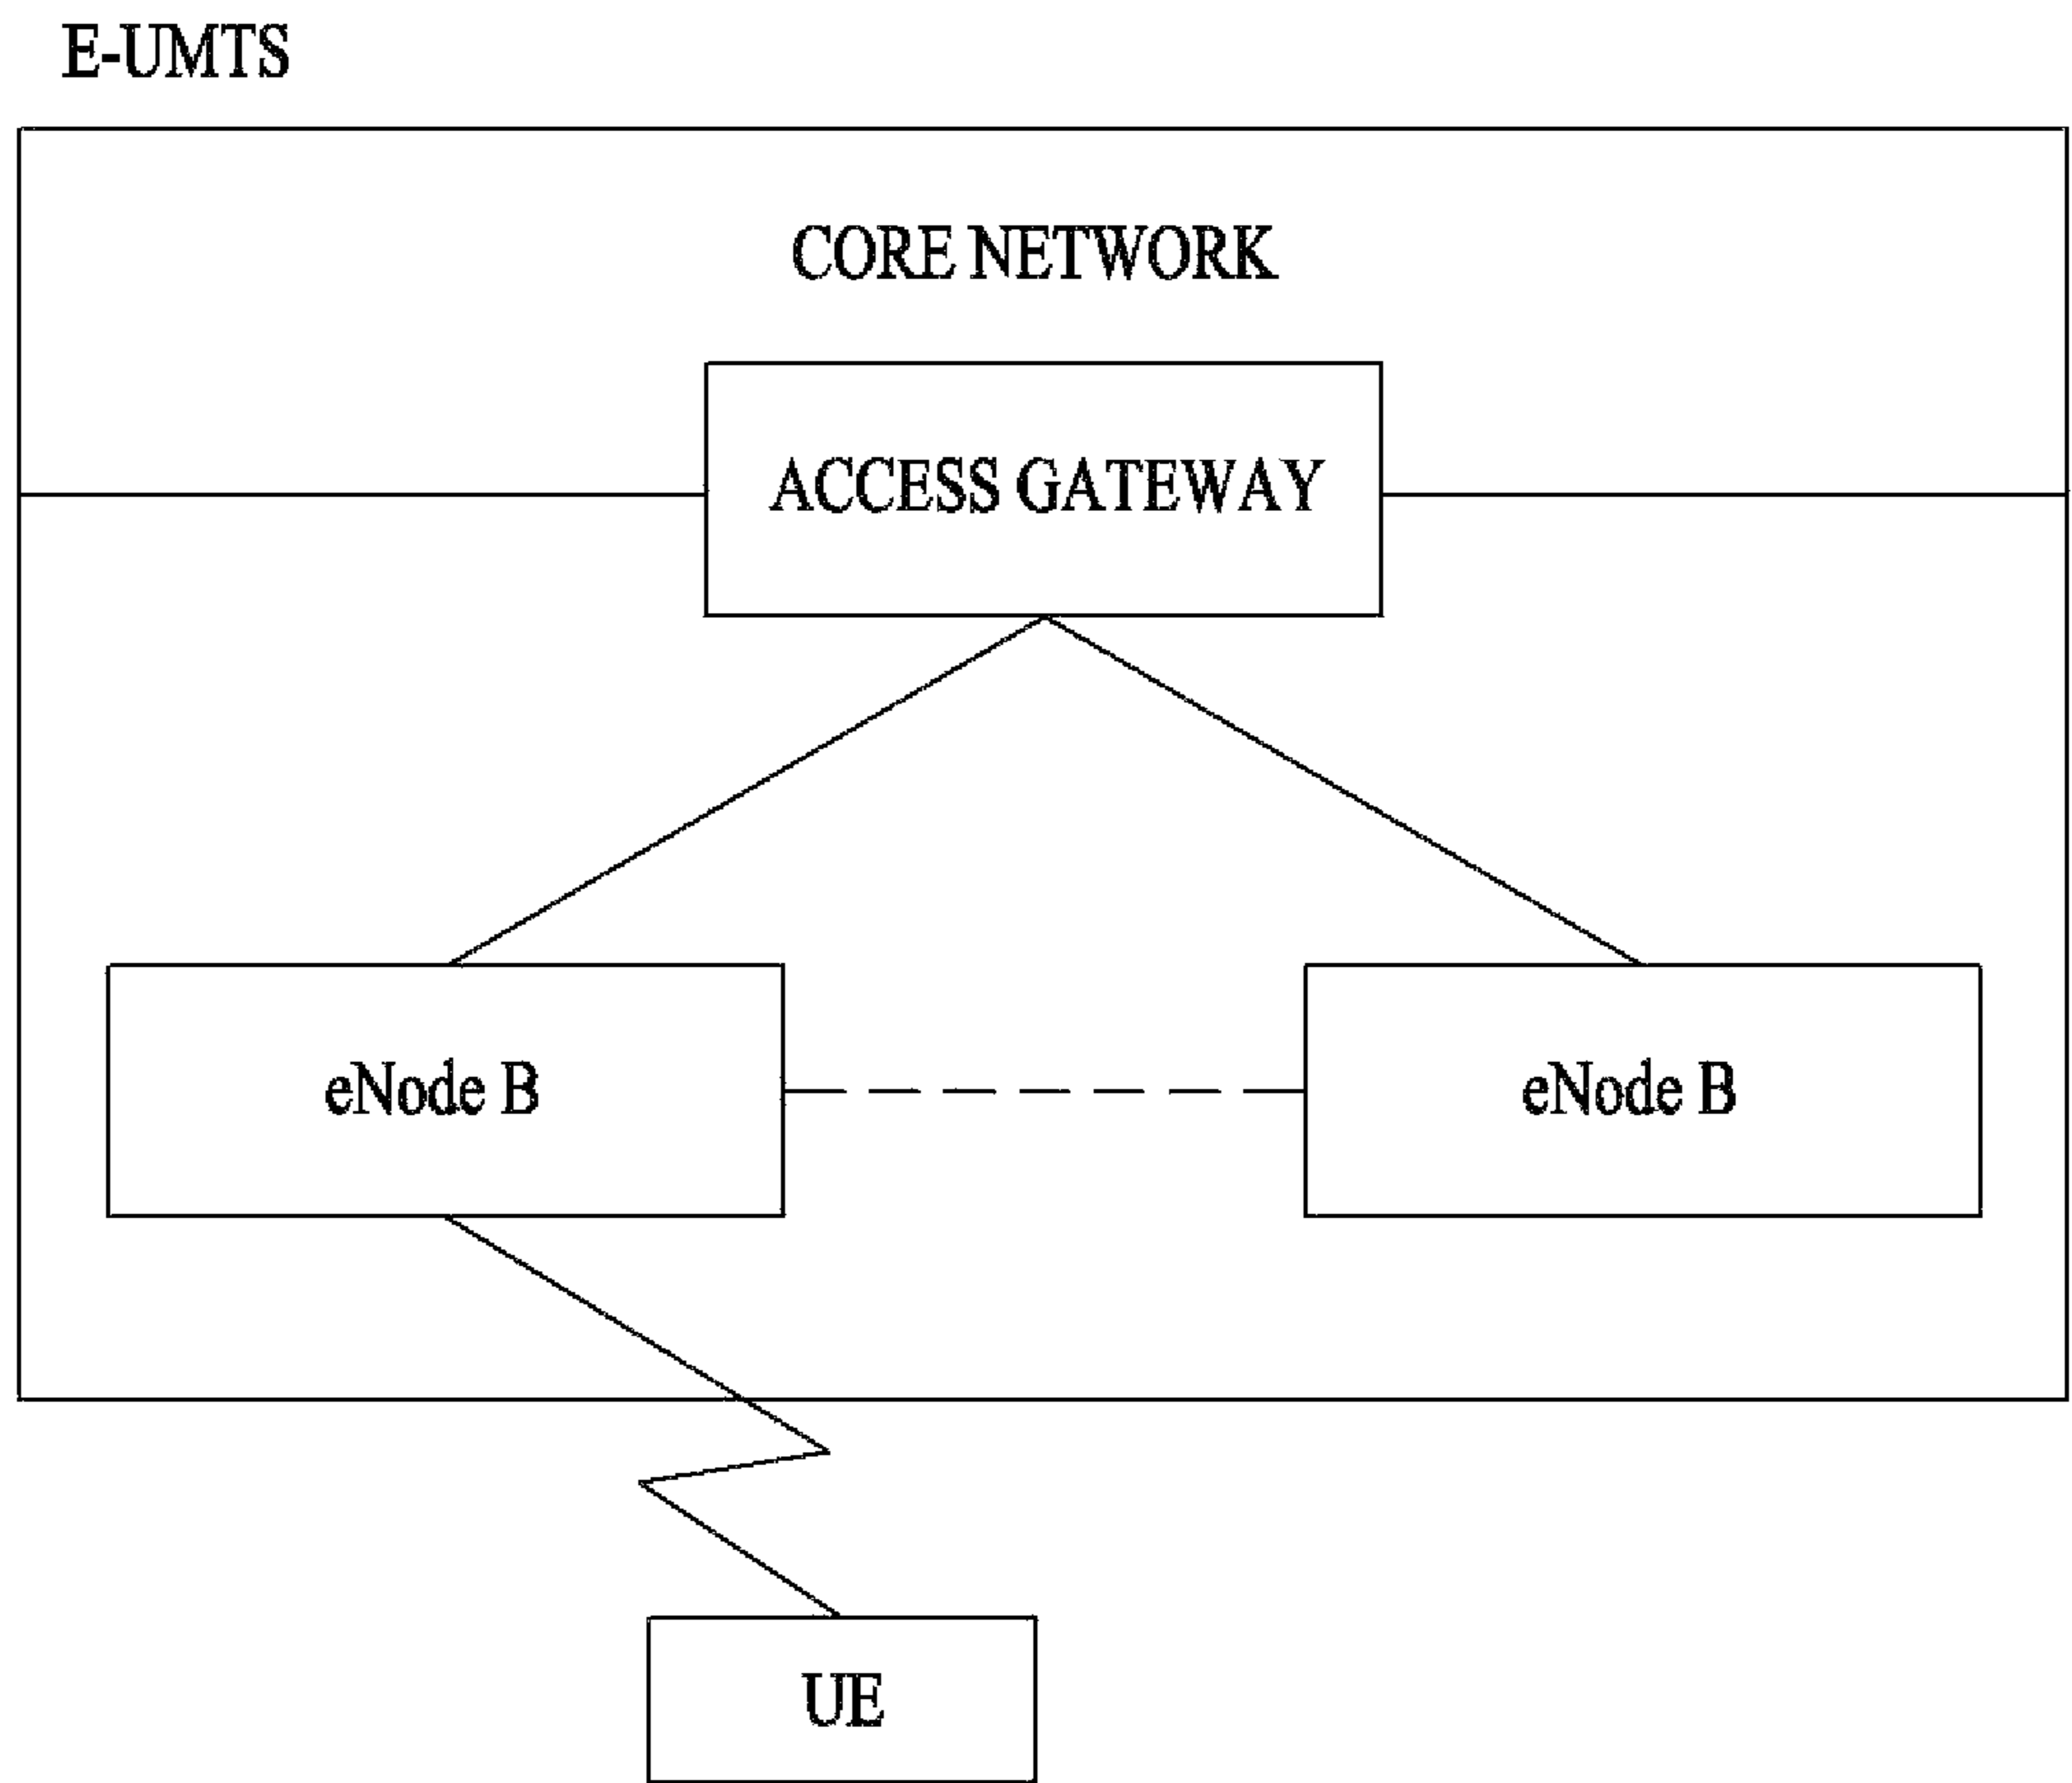 E-UMTS
CORE NETWORK
ACCESS GATEWAY
eNode B
eNode B
UE